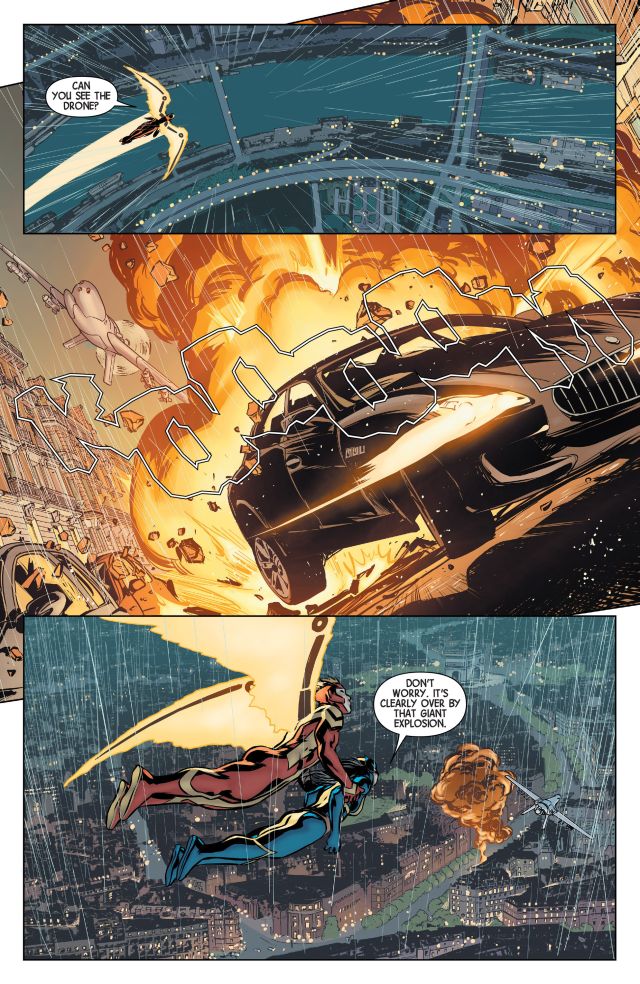 CAN
YOU SEE THE
DRONE?
DON'T
WORRY. IT'S
CLEARLY OVER BY
THAT GIANT
EXPLOSION.